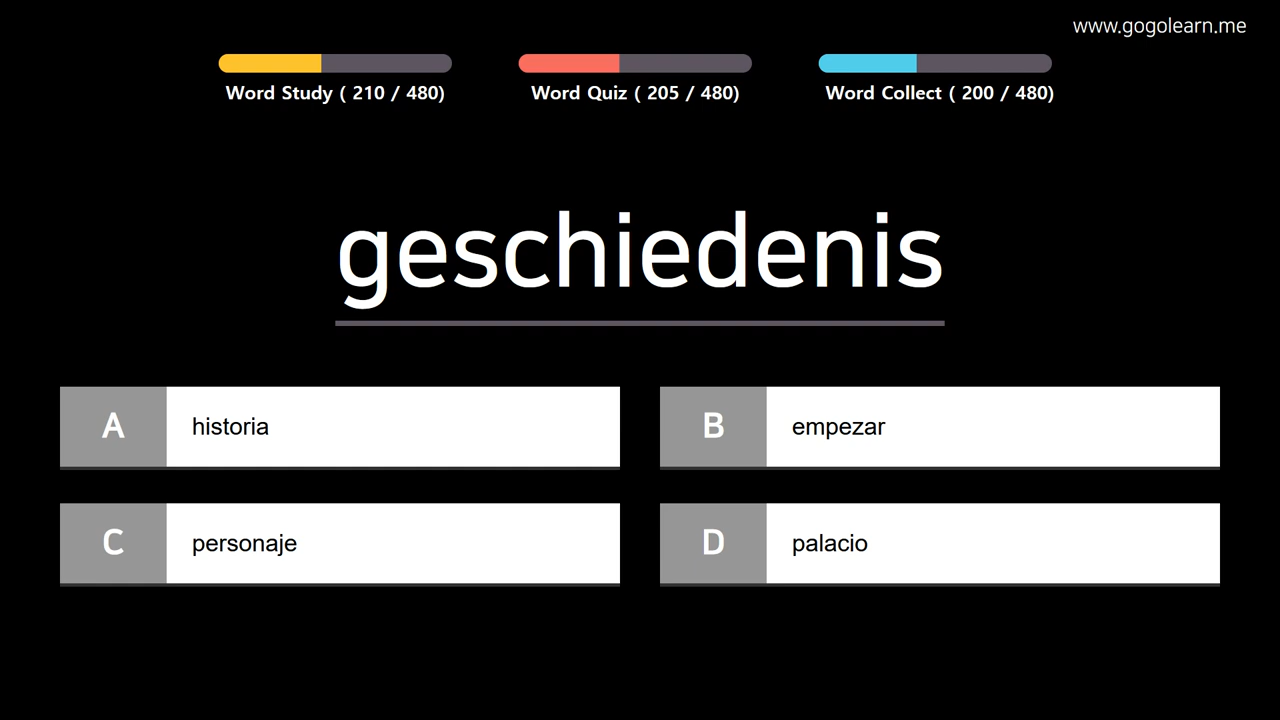 www.gogolearn.me
Word Study ( 210 / 480)
Word Quiz ( 205 / 480)
Word Collect ( 200 / 480)
geschiedenis
A historia
B empezar
C personaje
D palacio